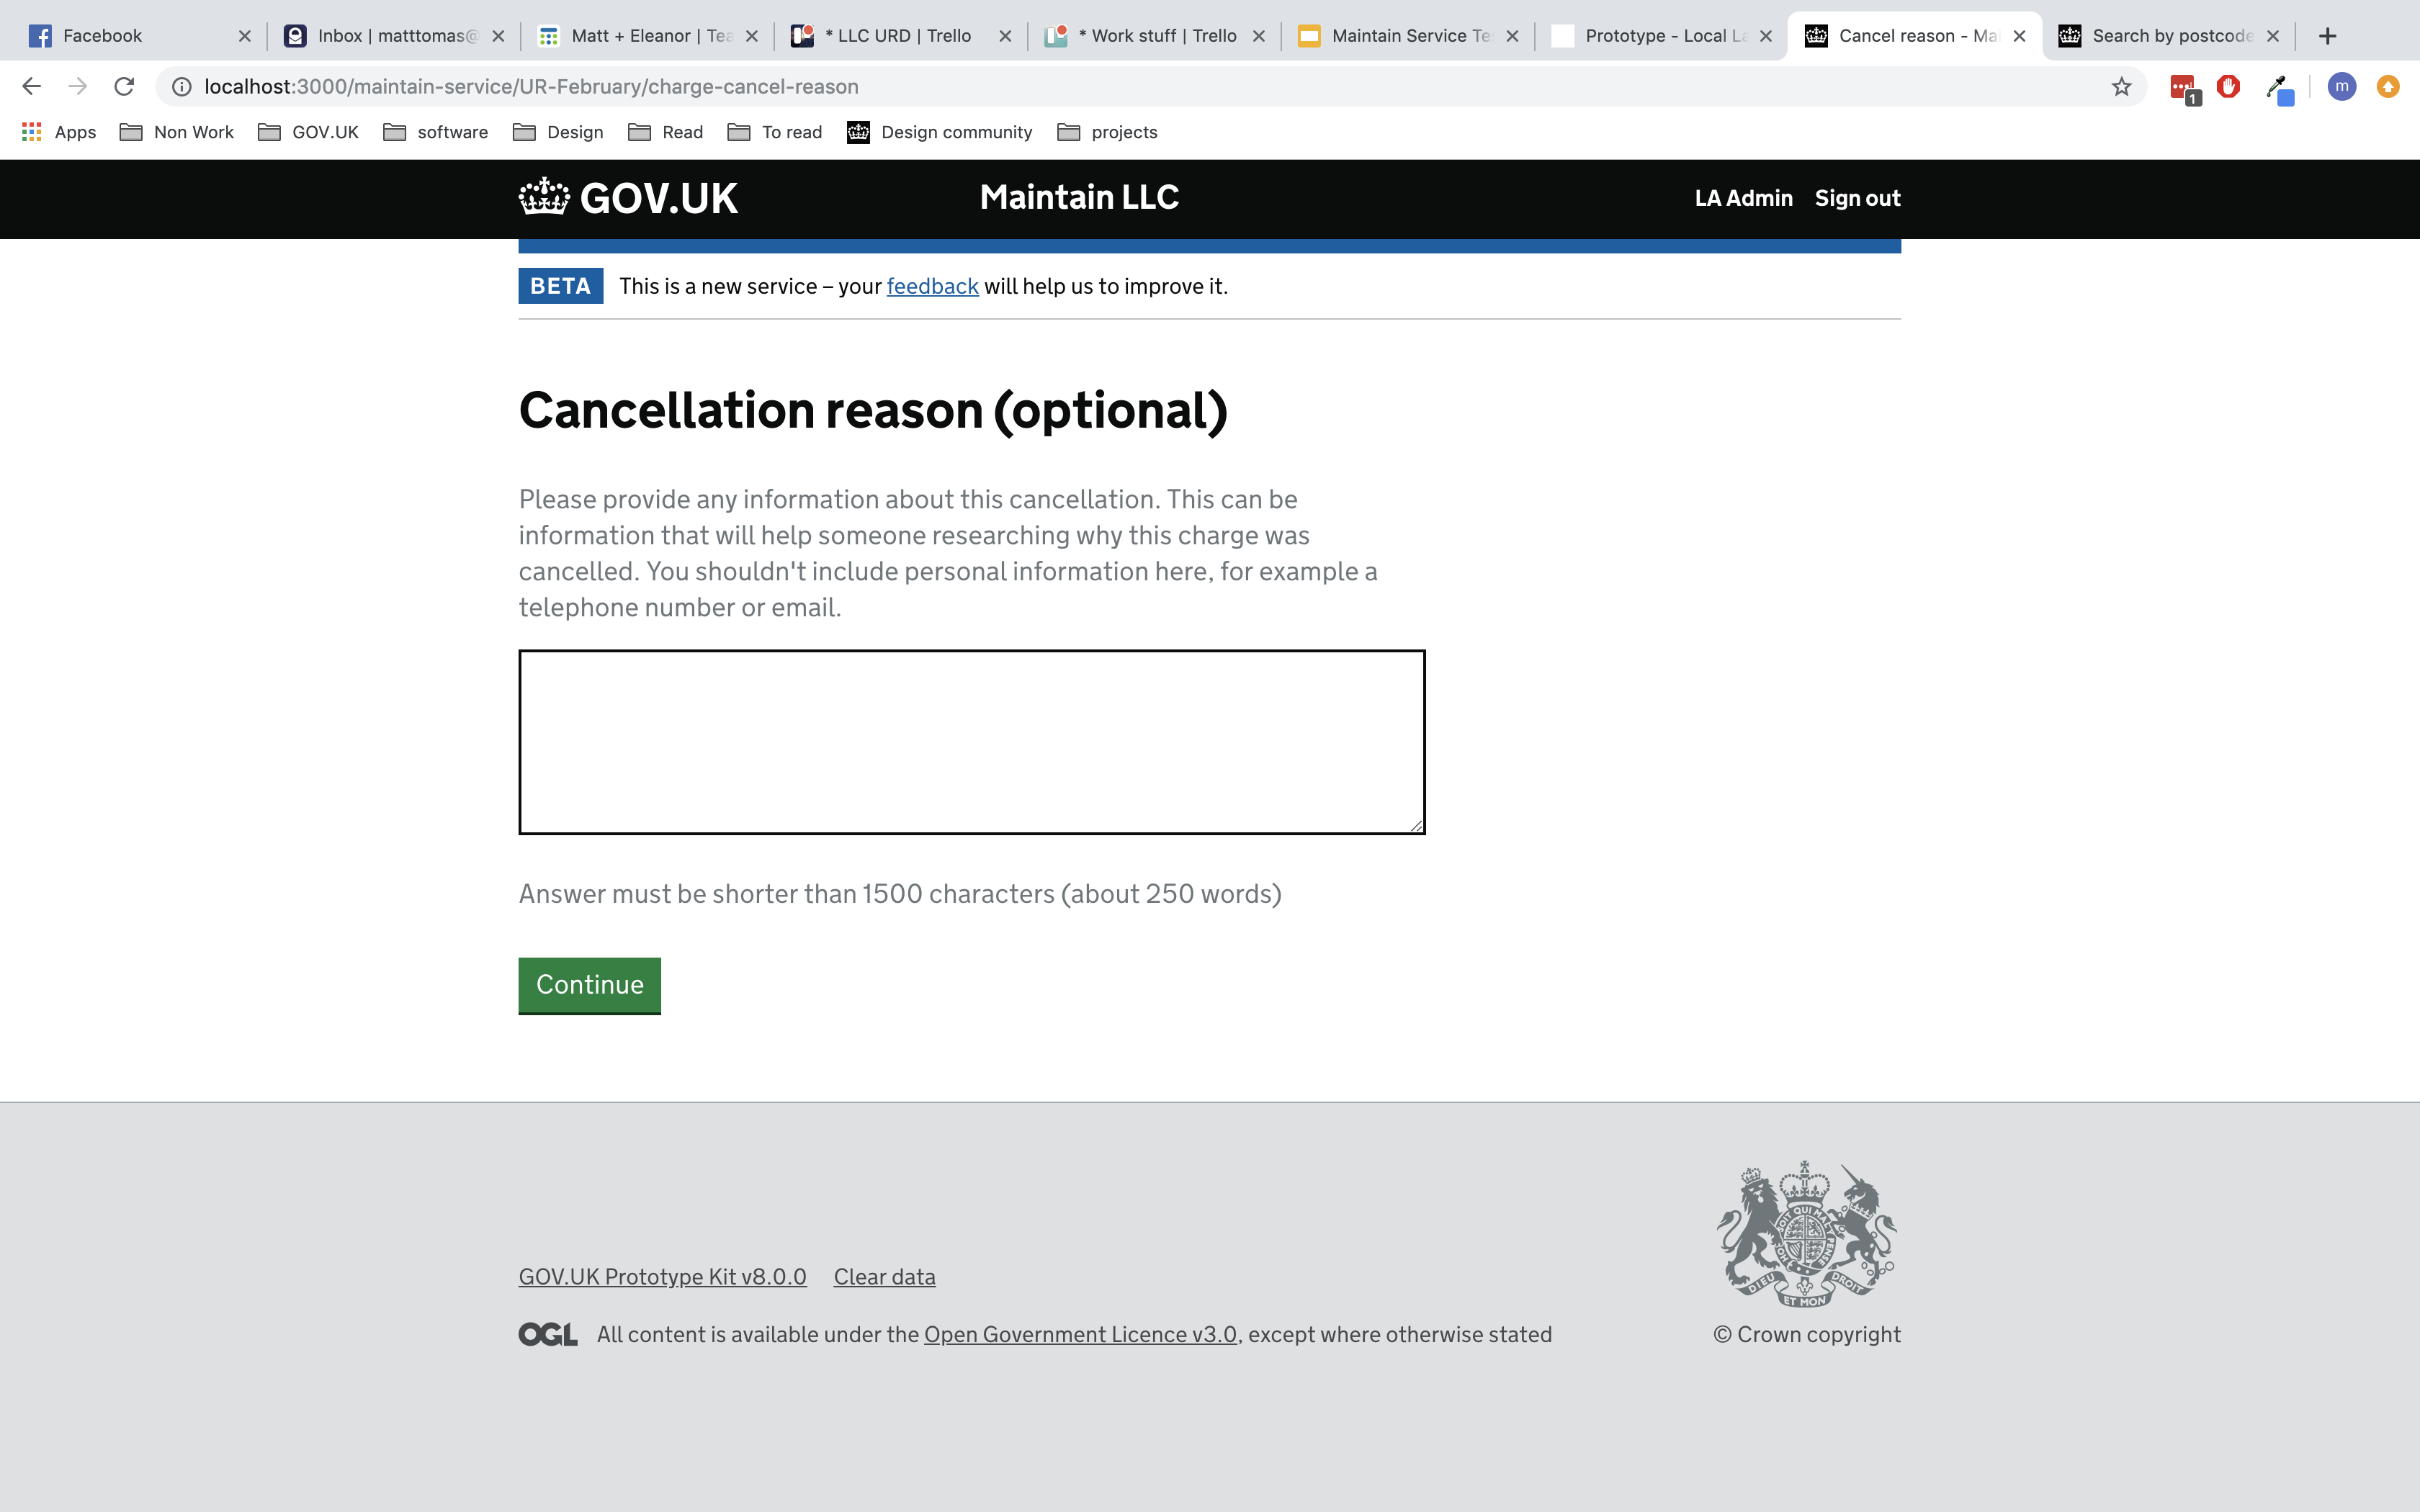 Facebook
Inbox | matttomas@
Matt + Eleanor | Tea
* LLC URD | Trello
* Work stuff | Trello
Maintain Service Te
Prototype - Local La
Cancel reason - Mai
Search by postcode
localhost:3000/maintain-service/UR-February/charge-cancel-reason
1
m
Apps
Non Work
GOV.UK
software
Design
Read
To read
Design community
projects
GOV.UK
Maintain LLC
LA Admin
Sign out
BETA
This is a new service – your feedback will help us to improve it.
Cancellation reason (optional)
Please provide any information about this cancellation. This can be
information that will help someone researching why this charge was
cancelled. You shouldn't include personal information here, for example a
telephone number or email.
Answer must be shorter than 1500 characters (about 250 words)
Continue
GOV.UK Prototype Kit v8.0.0
Clear data
DIEU ET MON DROIT
OGL
All content is available under the Open Government Licence v3.0, except where otherwise stated
© Crown copyright